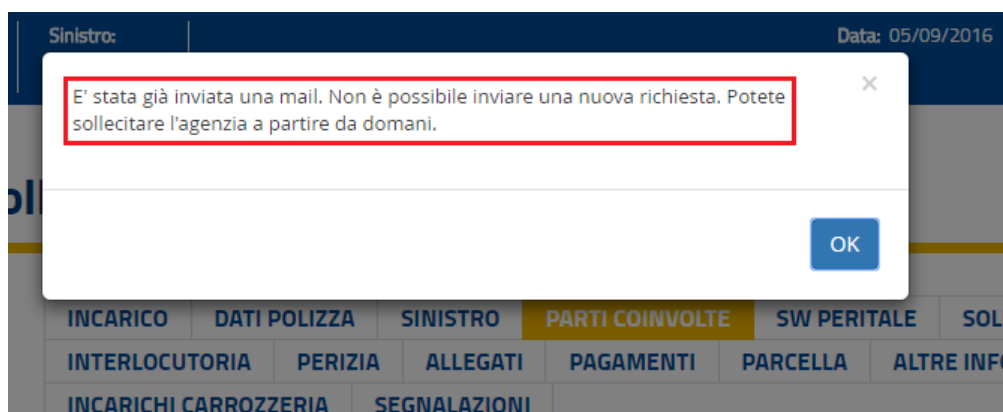 Sinistro: Data: 05/09/2016
E' stata già inviata una mail. Non è possibile inviare una nuova richiesta. Potete
sollecitare l'agenzia a partire da domani.
OK
INCARICO DATI POLIZZA SINISTRO PARTI COINVOLTE SW PERITALE
INTERLOCUTORIA PERIZIA ALLEGATI PAGAMENTI PARCELLA ALTRE
INCARICHI CARROZZERIA SEGNALAZIONI